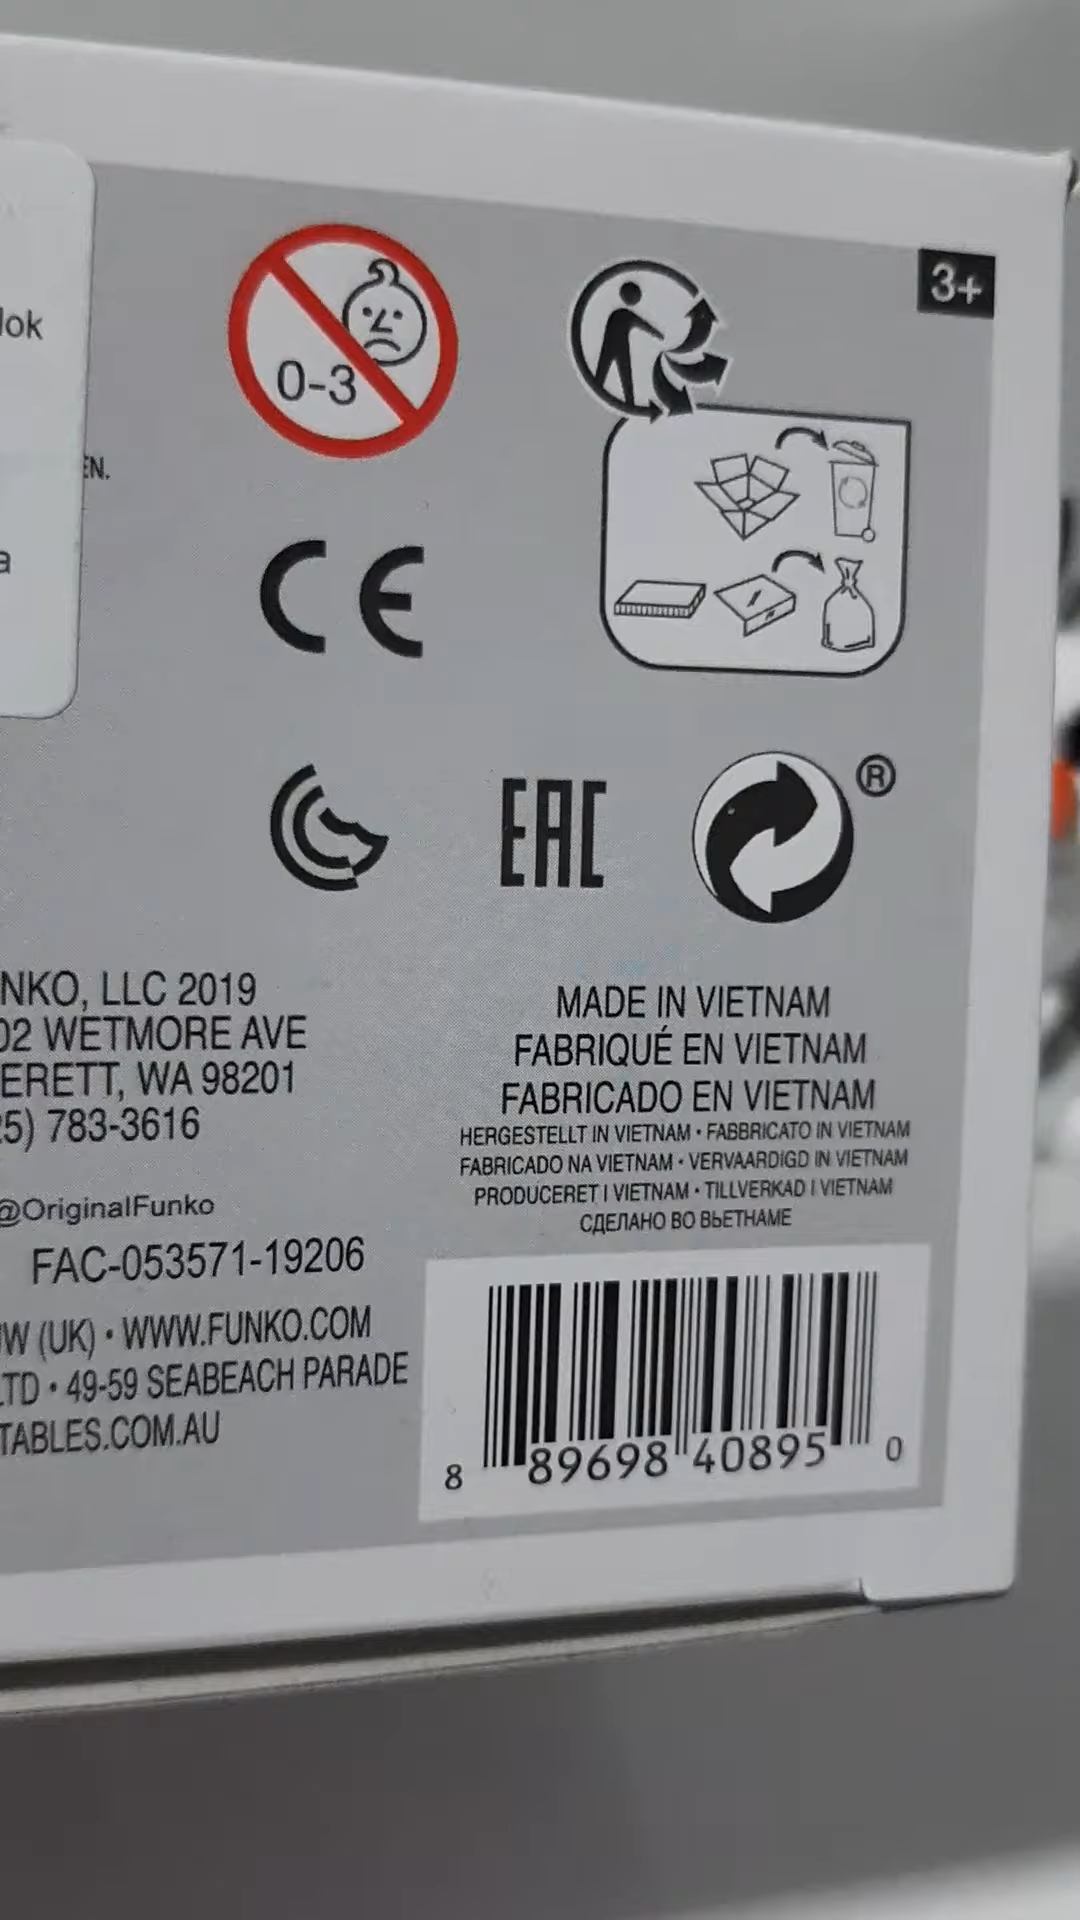 3+
0-3
lok
EN.
CE
a
EAC
®
NKO, LLC 2019
02 WETMORE AVE
ERETT, WA 98201
25) 783-3616
@OriginalFunko
FAC-053571-19206
W (UK) • WWW.FUNKO.COM
LTD • 49-59 SEABEACH PARADE
TABLES.COM.AU
MADE IN VIETNAM
FABRIQUÉ EN VIETNAM
FABRICADO EN VIETNAM
HERGESTELLT IN VIETNAM • FABBRICATO IN VIETNAM
FABRICADO NA VIETNAM • VERVAARDIGD IN VIETNAM
PRODUCERET I VIETNAM • TILLVERKAD I VIETNAM
СДЕЛАНО ВО ВЬЕТНАМЕ
8 89698 40895 0